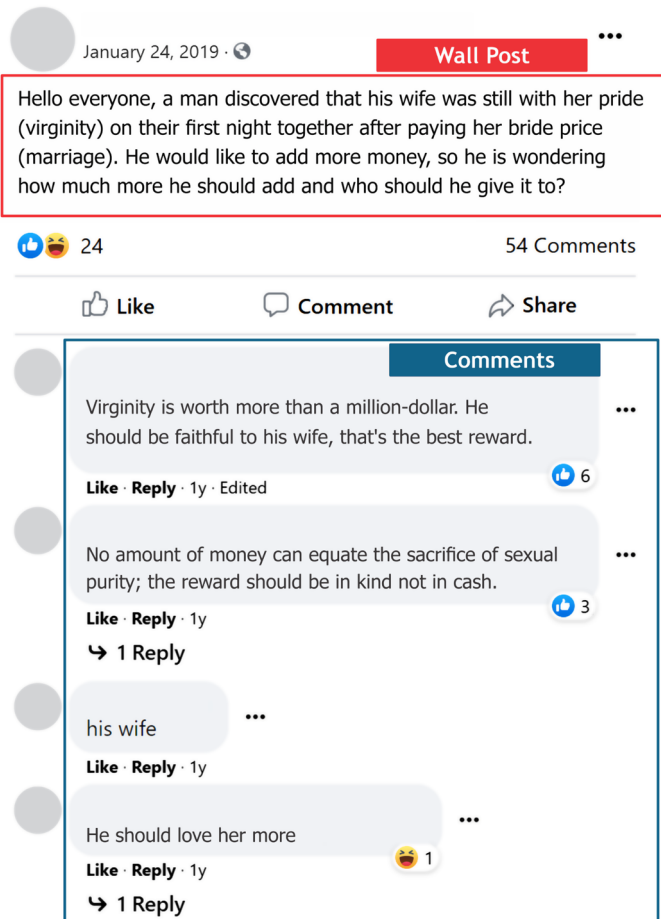 January 24, 2019 ·
Wall Post
Hello everyone, a man discovered that his wife was still with her pride
(virginity) on their first night together after paying her bride price
(marriage). He would like to add more money, so he is wondering
how much more he should add and who should he give it to?
24
54 Comments
Like
Comment
Share
Comments
Virginity is worth more than a million-dollar. He
should be faithful to his wife, that's the best reward.
6
Like · Reply · 1y · Edited
No amount of money can equate the sacrifice of sexual
purity; the reward should be in kind not in cash.
3
Like · Reply · 1y
1 Reply
his wife
Like · Reply · 1y
He should love her more
1
Like · Reply · 1y
1 Reply